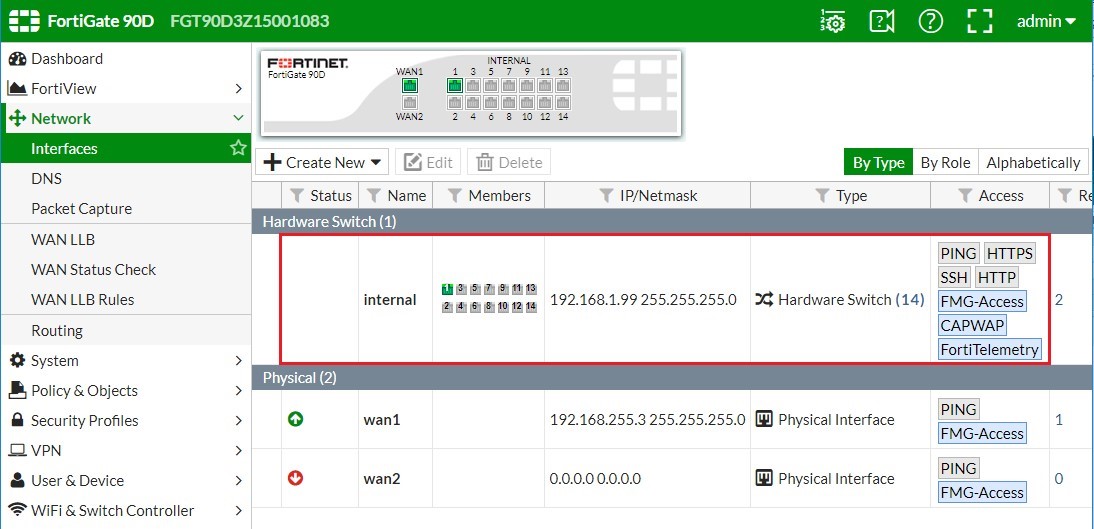 FortiGate 90D FGT90D3Z15001083 admin
Dashboard
FortiView
Network
Interfaces
DNS
Packet Capture
WAN LLB
WAN Status Check
WAN LLB Rules
Routing
System
Policy & Objects
Security Profiles
VPN
User & Device
WiFi & Switch Controller
FORTINET
FortiGate 90D
INTERNAL
WAN1 1 3 5 7 9 11 13
WAN2 2 4 6 8 10 12 14
Create New Edit Delete By Type By Role Alphabetically
Status Name Members IP/Netmask Type Access Re
Hardware Switch (1)
internal 1 3 5 7 9 11 13 192.168.1.99 255.255.255.0 Hardware Switch (14) PING HTTPS 2
2 4 6 8 10 12 14 SSH HTTP
FMG-Access
CAPWAP
FortiTelemetry
Physical (2)
wan1 192.168.255.3 255.255.255.0 Physical Interface PING 1
FMG-Access
wan2 0.0.0.0 0.0.0.0 Physical Interface PING 0
FMG-Access